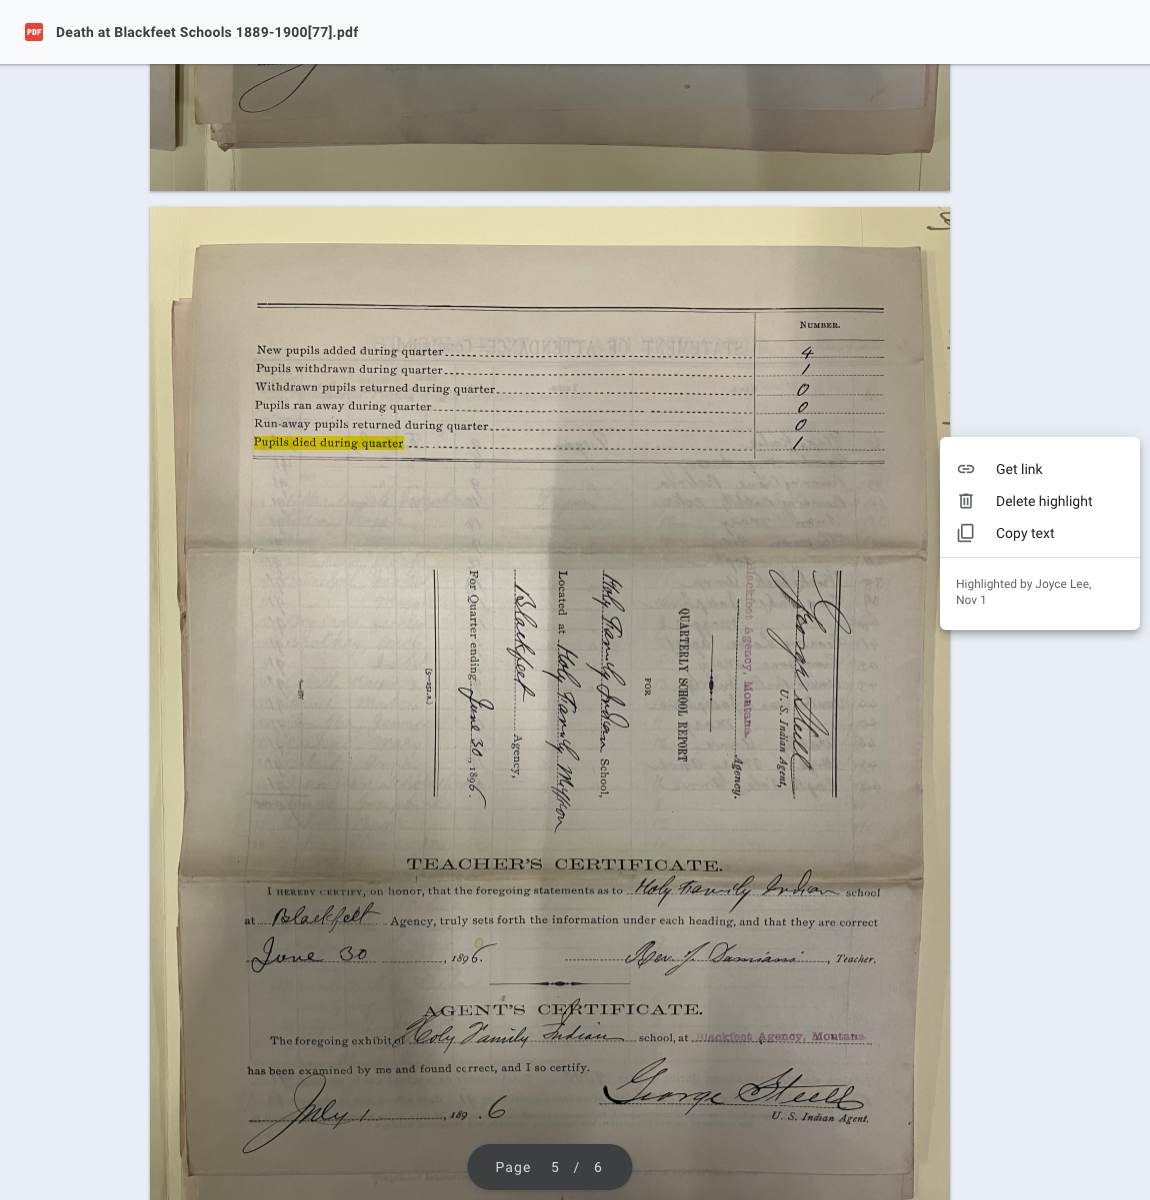 PDF Death at Blackfeet Schools 1889-1900[77].pdf
NUMBER.
New pupils added during quarter 4
Pupils withdrawn during quarter 1
Withdrawn pupils returned during quarter 0
Pupils ran away during quarter 0
Run-away pupils returned during quarter 0
Pupils died during quarter 1
Get link
Delete highlight
Copy text
Highlighted by Joyce Lee,
Nov 1
(5—251.a.)
For Quarter ending June 30, 1896.
Blackfeet Agency,
Located at Holy Family Mission
Holy Family Indian School,
FOR
QUARTERLY SCHOOL REPORT
Blackfeet Agency, Montana Agency.
U. S. Indian Agent,
George Steell
TEACHER'S CERTIFICATE.
I HEREBY CERTIFY, on honor, that the foregoing statements as to Holy Family Indian school
at Blackfeet Agency, truly sets forth the information under each heading, and that they are correct
June 30, 1896. Rev. J. Damiani, Teacher.
AGENT'S CERTIFICATE.
The foregoing exhibit of Holy Family Indian school, at Blackfeet Agency, Montana
has been examined by me and found correct, and I so certify.
July 1, 189.6 George Steell
U. S. Indian Agent.
Page 5 / 6